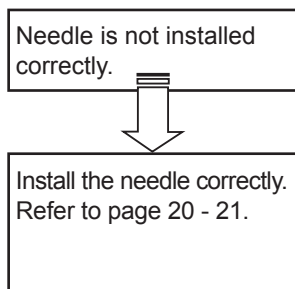 Needle is not installed
correctly.
Install the needle correctly.
Refer to page 20 - 21.